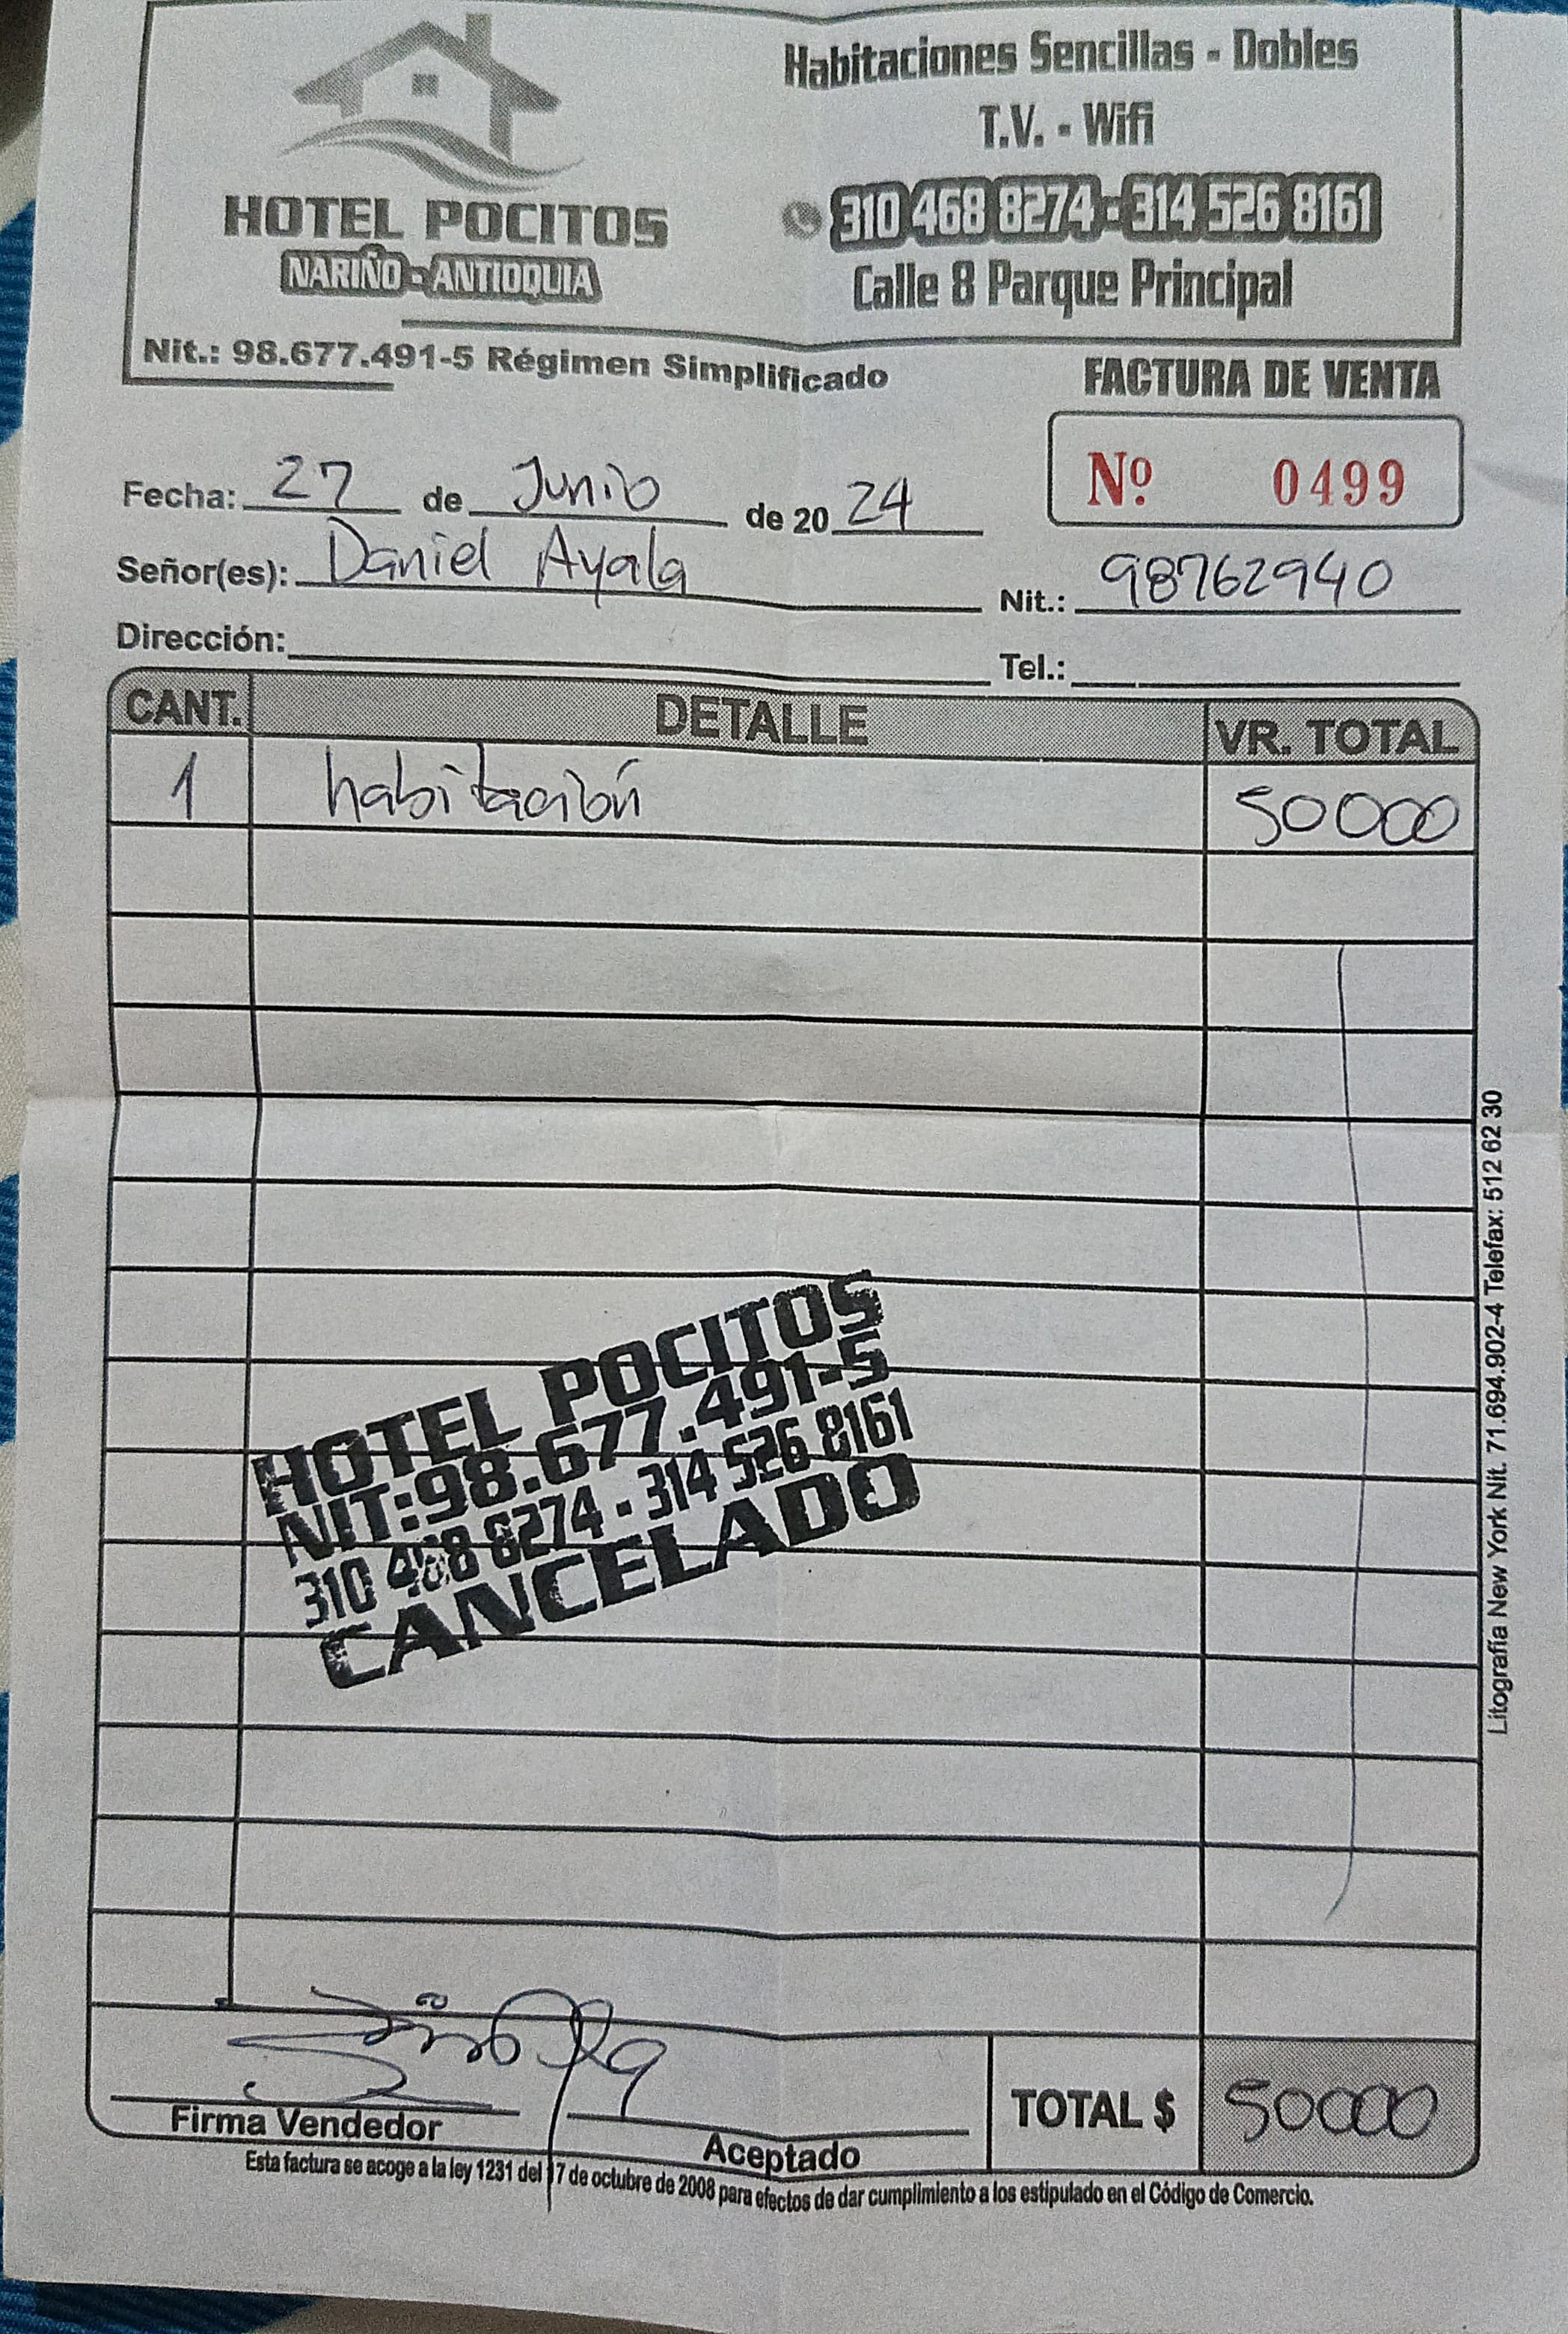 Habitaciones Sencillas - Dobles
T.V. - Wifi
310 468 8274 - 314 526 8161
Calle 8 Parque Principal
HOTEL POCITOS
NARIÑO - ANTIOQUIA
Nit.: 98.677.491-5 Régimen Simplificado
FACTURA DE VENTA
Nº. 0499
Fecha: 27 de Junio de 20 24
Señor(es): Daniel Ayala Nit.: 98762940
Dirección: Tel.:
CANT. DETALLE VR. TOTAL
1 habitación 50000
HOTEL POCITOS
NIT:98.677.491-5
310 468 8274 - 314 526 8161
CANCELADO
TOTAL $ 50000
Firma Vendedor Aceptado
Esta factura se acoge a la ley 1231 del 17 de octubre de 2008 para efectos de dar cumplimiento a los estipulado en el Código de Comercio.
Litografía New York Nit. 71.694.902-4 Telefax: 512 62 30